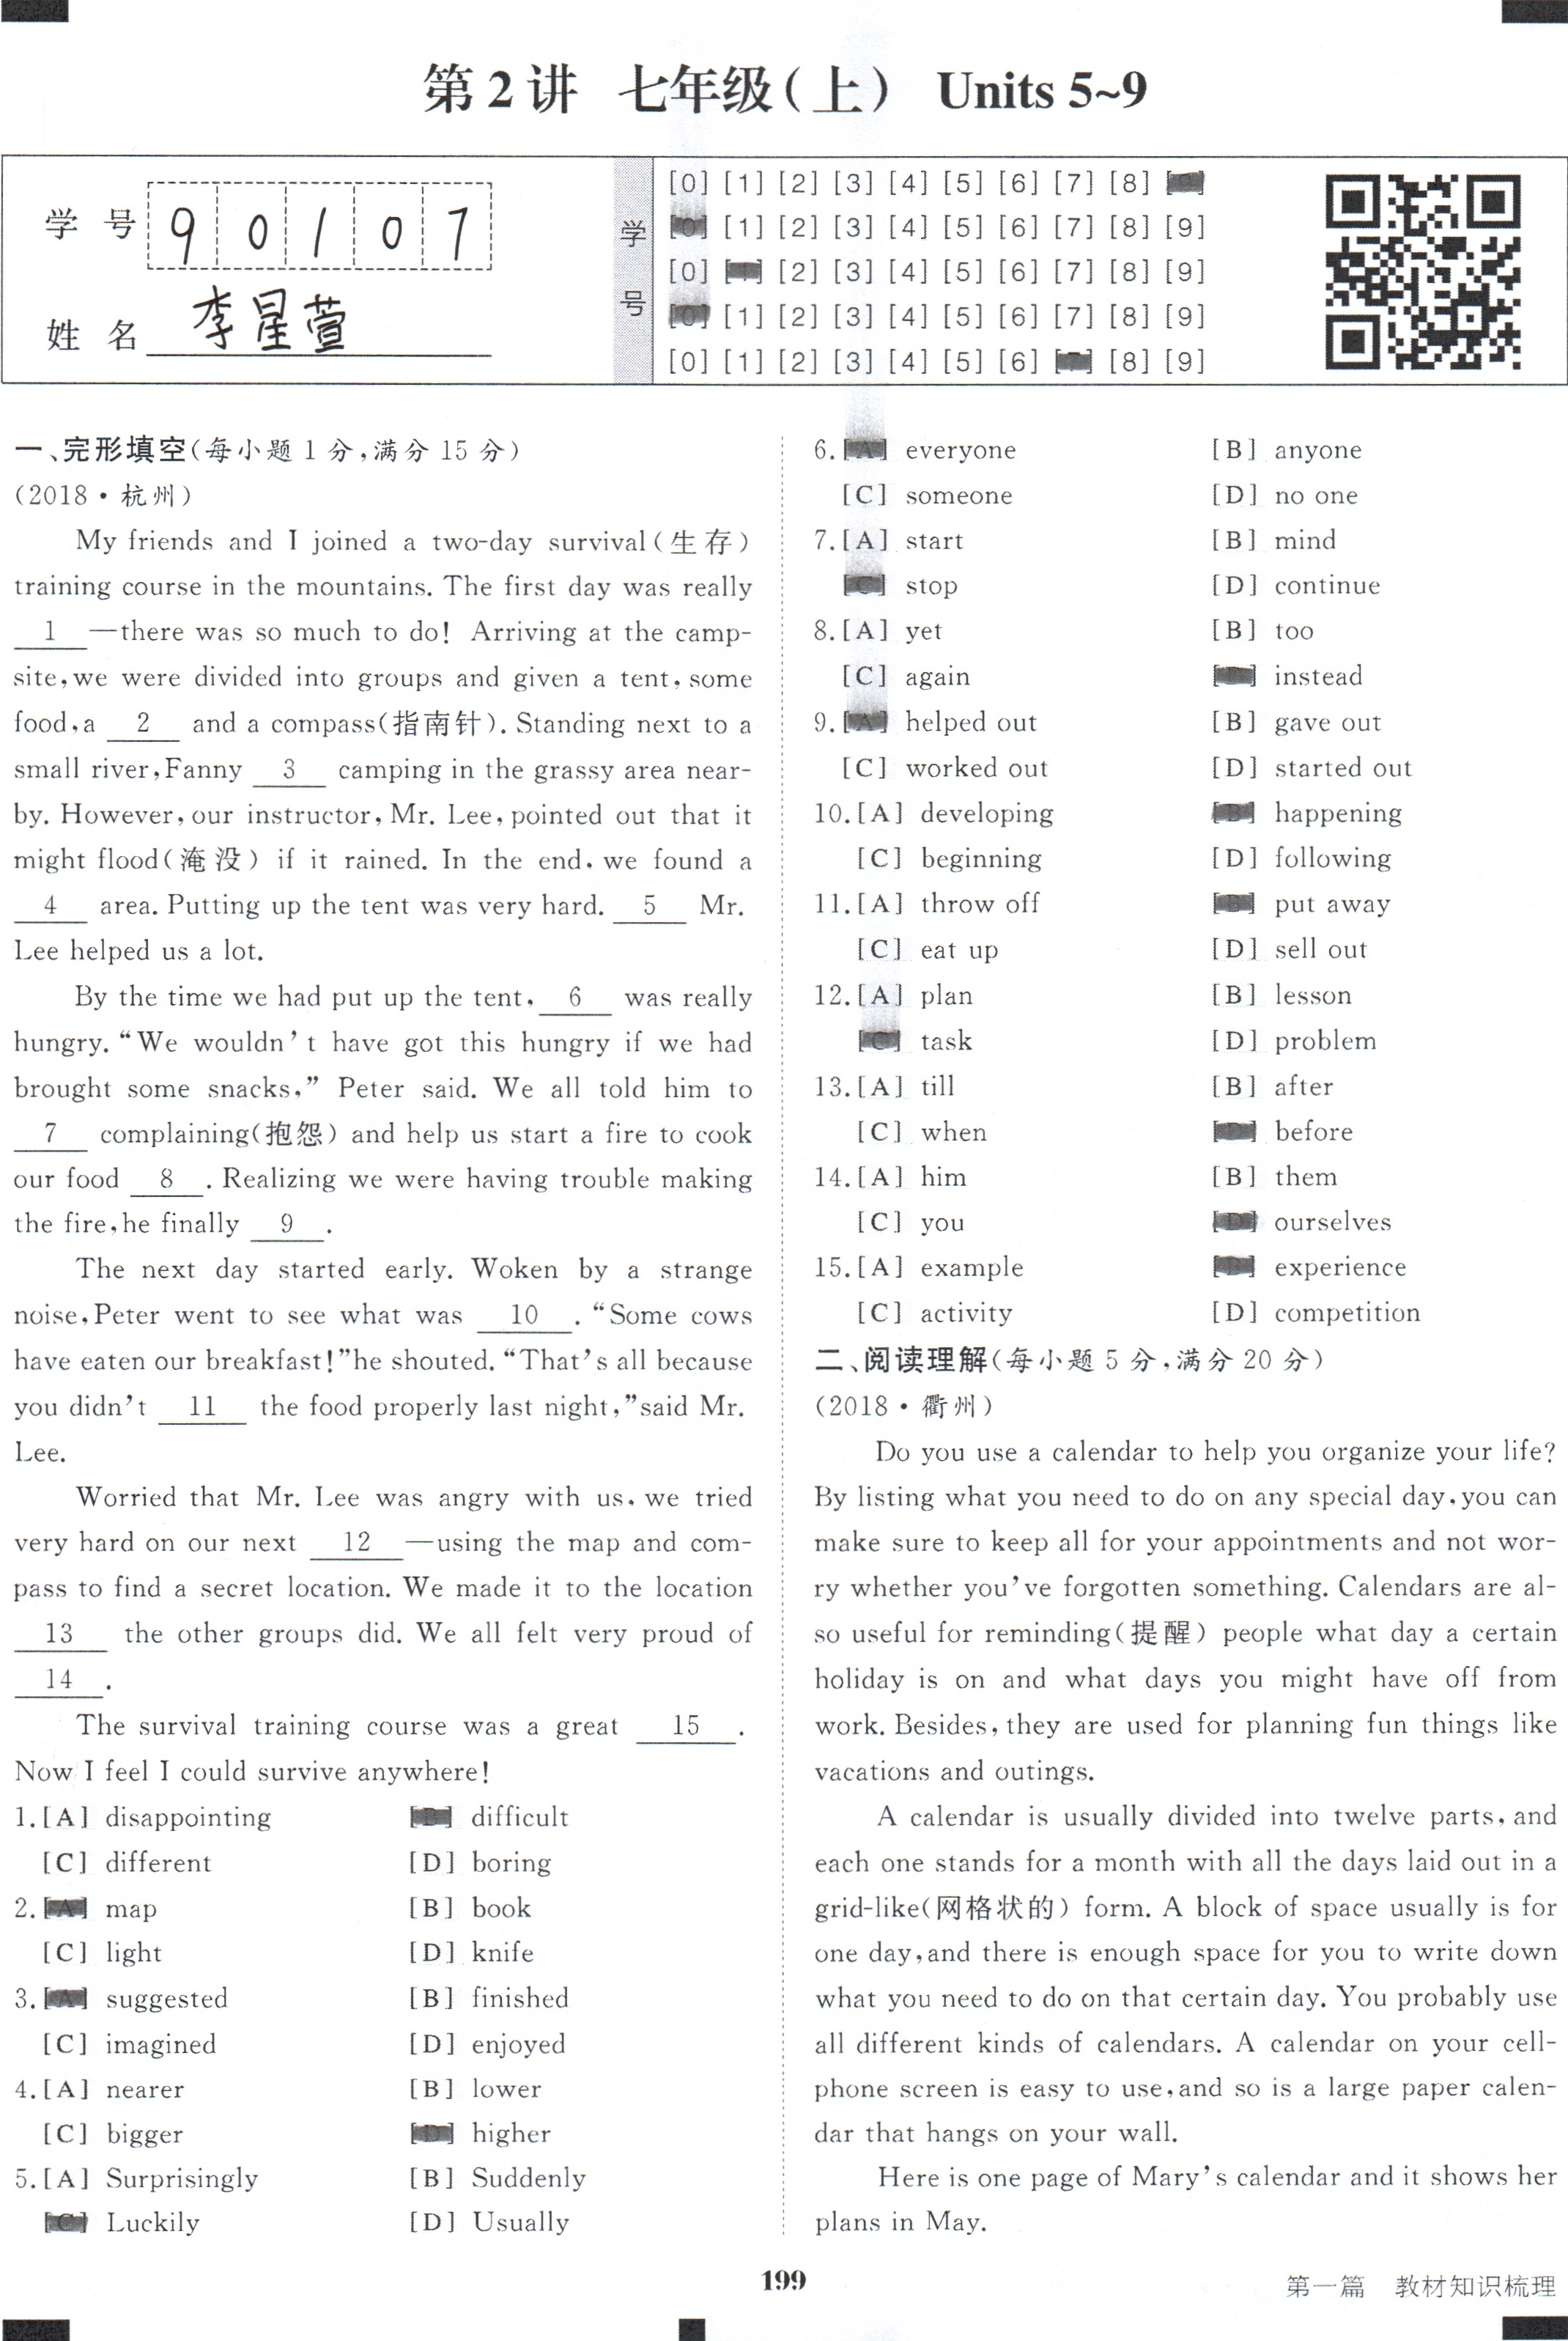 第2讲 七年级(上) Units 5~9
学号 9 0 1 0 7
姓名 李星萱
学号
[0] [1] [2] [3] [4] [5] [6] [7] [8]
[1] [2] [3] [4] [5] [6] [7] [8] [9]
[0] [2] [3] [4] [5] [6] [7] [8] [9]
[1] [2] [3] [4] [5] [6] [7] [8] [9]
[0] [1] [2] [3] [4] [5] [6] [8] [9]
一、完形填空(每小题1分,满分15分)
(2018·杭州)
My friends and I joined a two-day survival(生存)
training course in the mountains. The first day was really
1 —there was so much to do! Arriving at the camp-
site,we were divided into groups and given a tent,some
food,a 2 and a compass(指南针). Standing next to a
small river,Fanny 3 camping in the grassy area near-
by. However,our instructor,Mr. Lee,pointed out that it
might flood(淹没) if it rained. In the end,we found a
4 area. Putting up the tent was very hard. 5 Mr.
Lee helped us a lot.
By the time we had put up the tent, 6 was really
hungry.“We wouldn't have got this hungry if we had
brought some snacks,” Peter said. We all told him to
7 complaining(抱怨) and help us start a fire to cook
our food 8 . Realizing we were having trouble making
the fire,he finally 9 .
The next day started early. Woken by a strange
noise,Peter went to see what was 10 .“Some cows
have eaten our breakfast!”he shouted.“That's all because
you didn't 11 the food properly last night,”said Mr.
Lee.
Worried that Mr. Lee was angry with us,we tried
very hard on our next 12 —using the map and com-
pass to find a secret location. We made it to the location
13 the other groups did. We all felt very proud of
14 .
The survival training course was a great 15 .
Now I feel I could survive anywhere!
1.[A] disappointing [B] difficult
[C] different [D] boring
2.[A] map [B] book
[C] light [D] knife
3.[A] suggested [B] finished
[C] imagined [D] enjoyed
4.[A] nearer [B] lower
[C] bigger [D] higher
5.[A] Surprisingly [B] Suddenly
[C] Luckily [D] Usually
6.[A] everyone [B] anyone
[C] someone [D] no one
7.[A] start [B] mind
[C] stop [D] continue
8.[A] yet [B] too
[C] again [D] instead
9.[A] helped out [B] gave out
[C] worked out [D] started out
10.[A] developing [B] happening
[C] beginning [D] following
11.[A] throw off [B] put away
[C] eat up [D] sell out
12.[A] plan [B] lesson
[C] task [D] problem
13.[A] till [B] after
[C] when [D] before
14.[A] him [B] them
[C] you [D] ourselves
15.[A] example [B] experience
[C] activity [D] competition
二、阅读理解(每小题5分,满分20分)
(2018·衢州)
Do you use a calendar to help you organize your life?
By listing what you need to do on any special day,you can
make sure to keep all for your appointments and not wor-
ry whether you've forgotten something. Calendars are al-
so useful for reminding(提醒) people what day a certain
holiday is on and what days you might have off from
work. Besides,they are used for planning fun things like
vacations and outings.
A calendar is usually divided into twelve parts,and
each one stands for a month with all the days laid out in a
grid-like(网格状的) form. A block of space usually is for
one day,and there is enough space for you to write down
what you need to do on that certain day. You probably use
all different kinds of calendars. A calendar on your cell-
phone screen is easy to use,and so is a large paper calen-
dar that hangs on your wall.
Here is one page of Mary's calendar and it shows her
plans in May.
199
第一篇 教材知识梳理